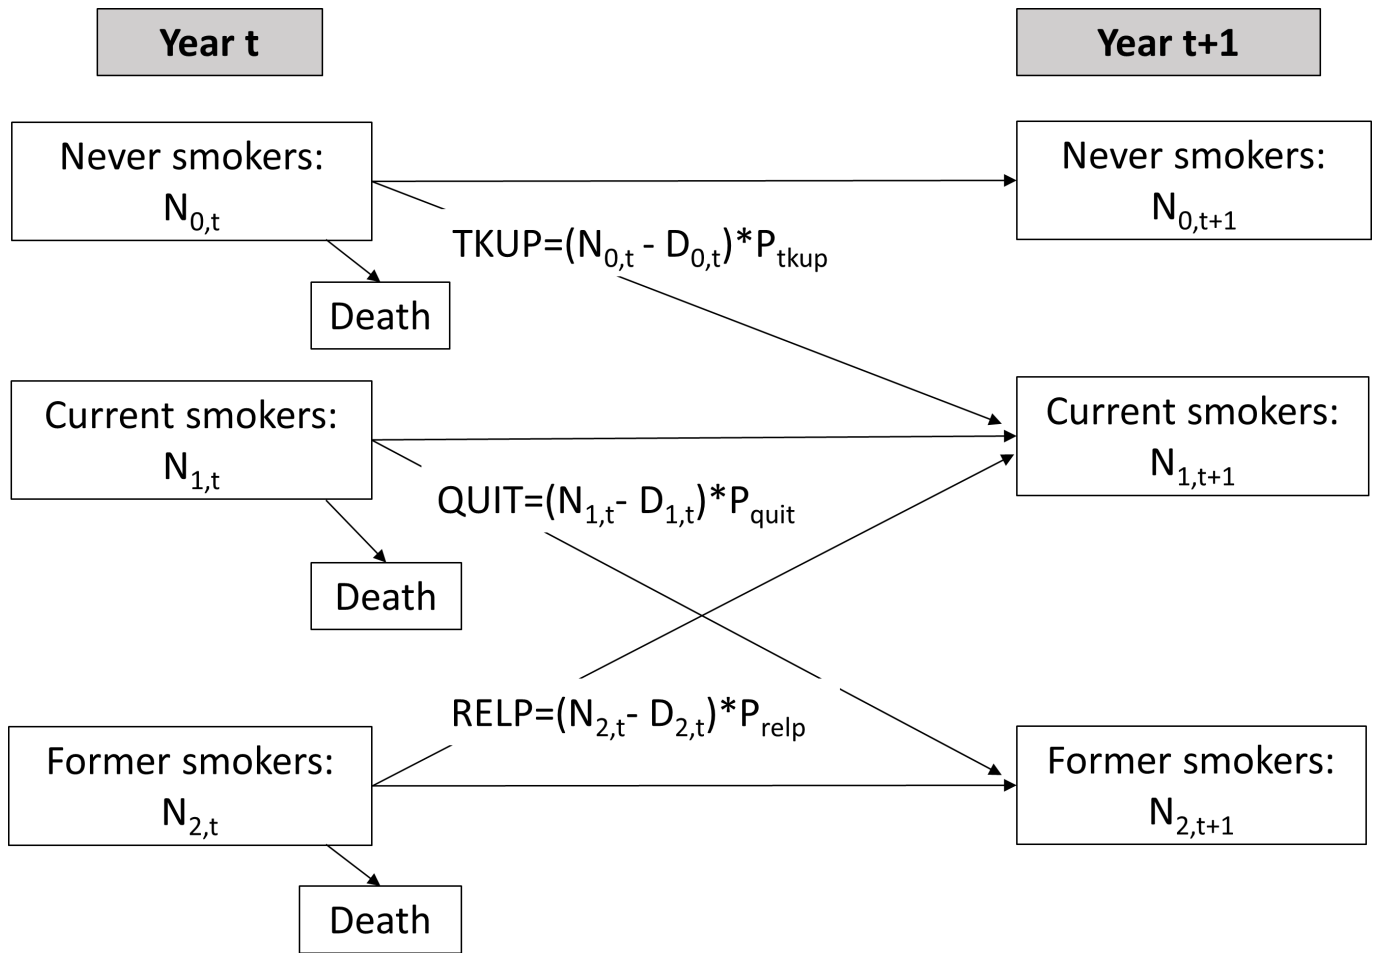 Year t
Year t+1
Never smokers:
N0,t
Never smokers:
N0,t+1
TKUP=(N0,t - D0,t)*Ptkup
Death
Current smokers:
N1,t
Current smokers:
N1,t+1
QUIT=(N1,t- D1,t)*Pquit
Death
RELP=(N2,t- D2,t)*Prelp
Former smokers:
N2,t
Former smokers:
N2,t+1
Death